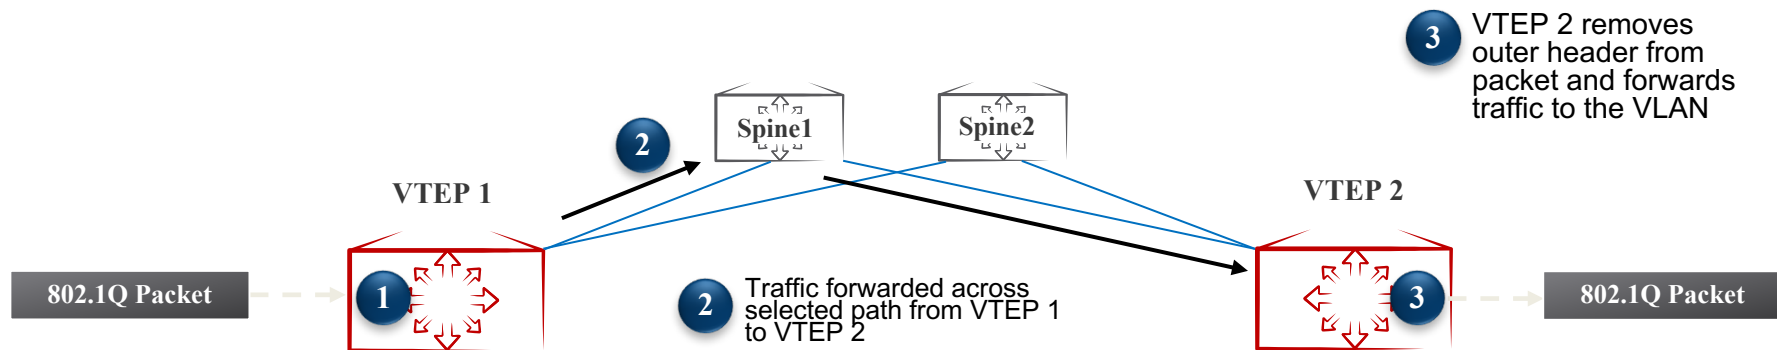 3
VTEP 2 removes
outer header from
packet and forwards
traffic to the VLAN
Spine1
Spine2
2
VTEP 1
VTEP 2
802.1Q Packet
1
2
Traffic forwarded across
selected path from VTEP 1
to VTEP 2
3
802.1Q Packet